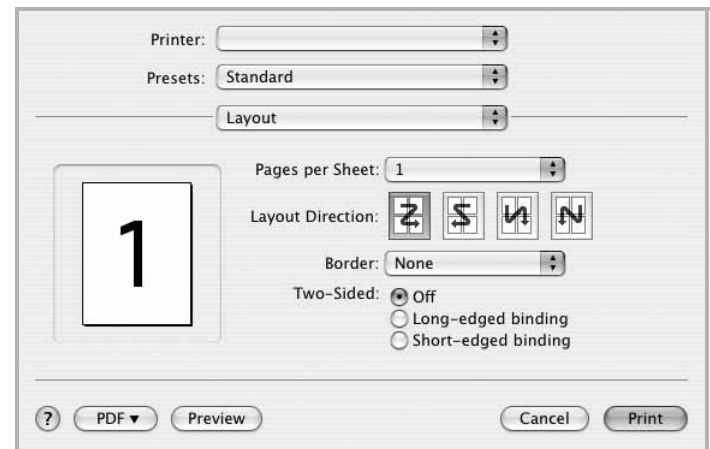 Printer:
Presets: Standard
Layout
Pages per Sheet: 1
1
Layout Direction:
Border: None
Two-Sided: Off
Long-edged binding
Short-edged binding
? PDF Preview Cancel Print